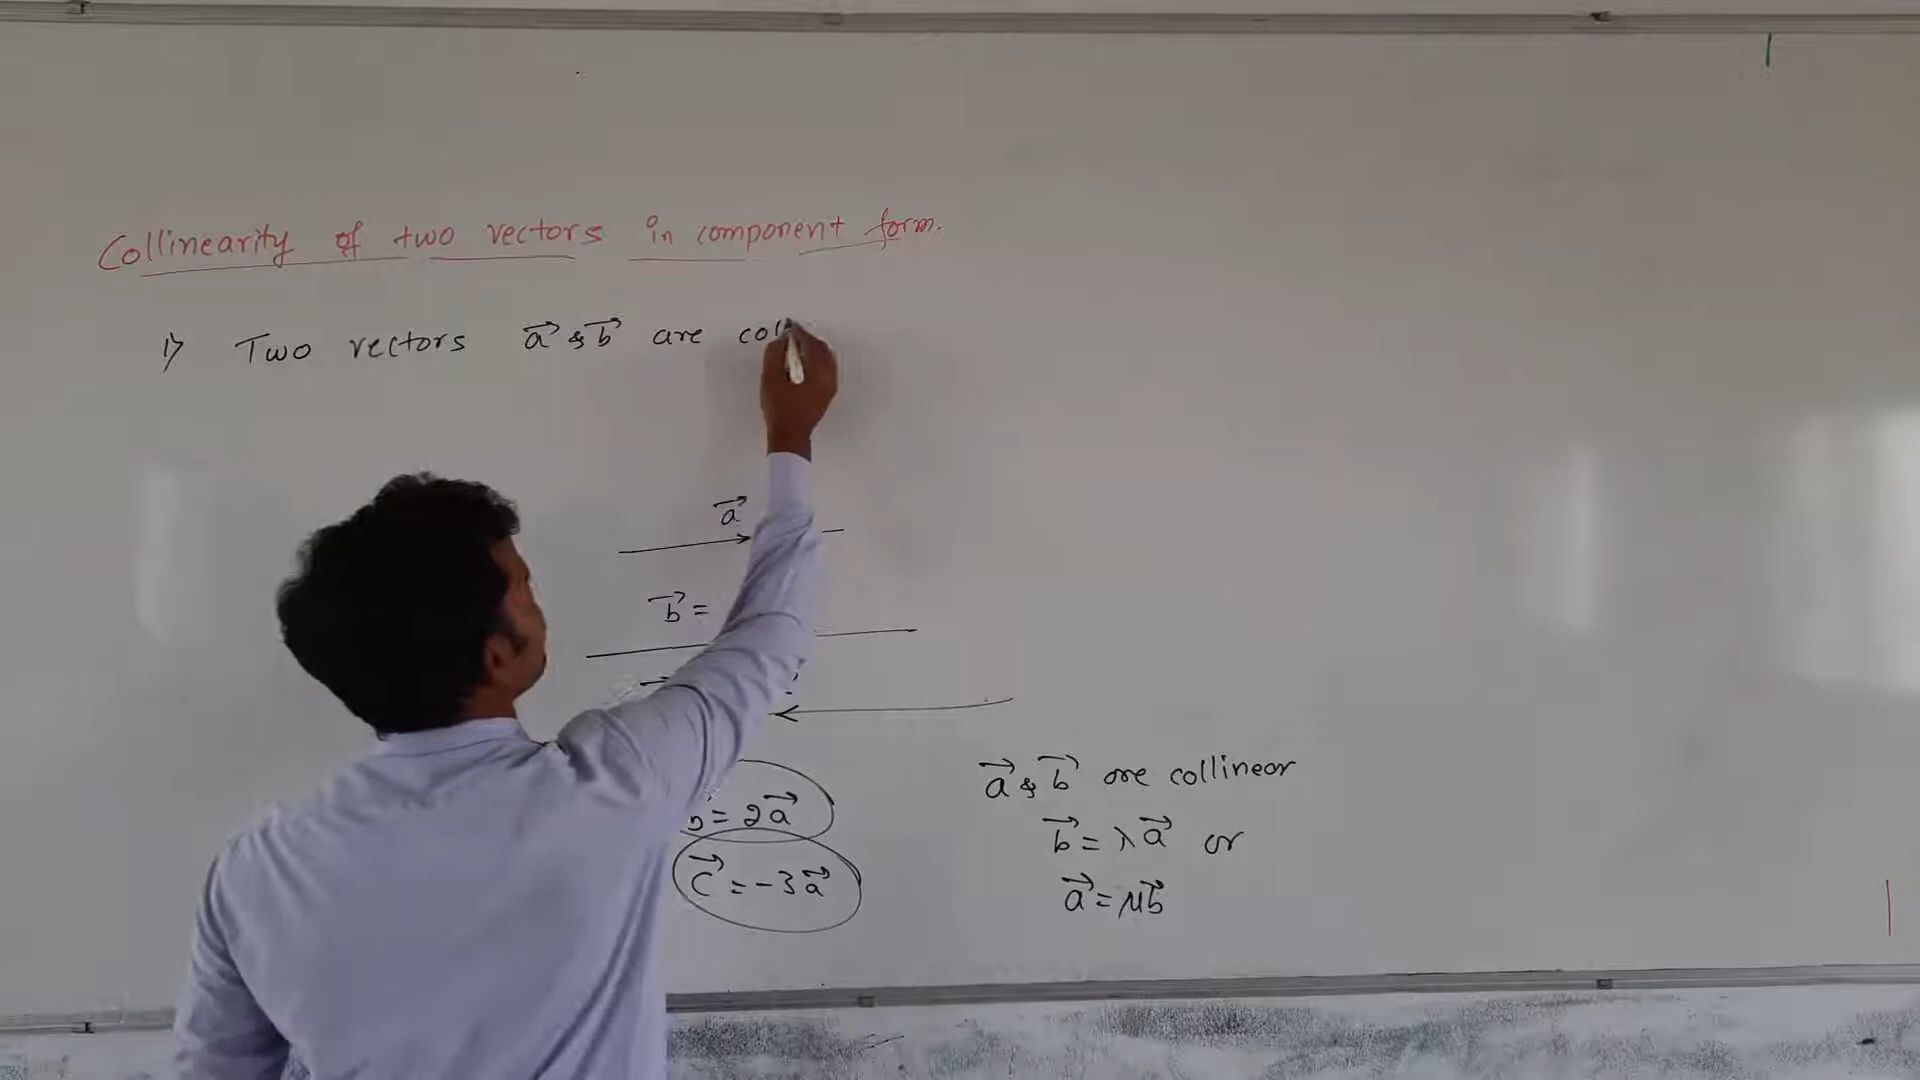 Collinearity of two vectors in component form.
1) Two vectors a⃗ & b⃗ are col
a⃗
b⃗ =
b⃗ = 2a⃗
c⃗ = -3a⃗
a⃗ & b⃗ are collinear
b⃗ = λa⃗ or
a⃗ = μb⃗